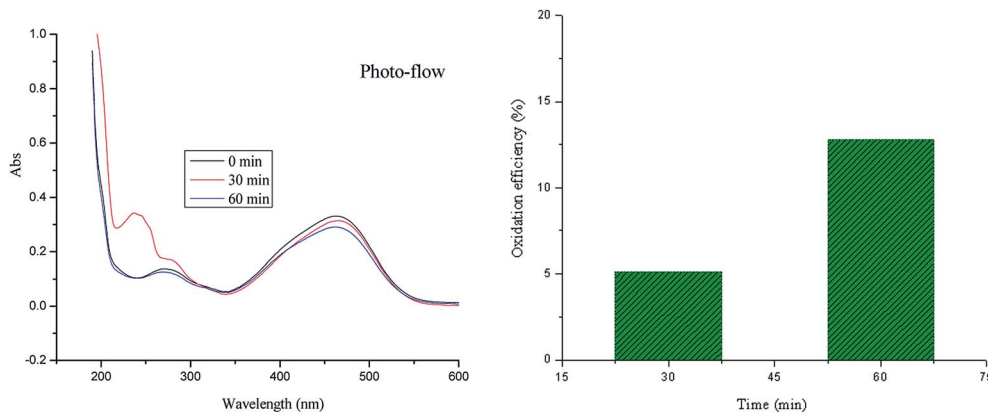 1.0
0.8
0.6
0.4
0.2
0.0
-0.2
Abs
Photo-flow
0 min
30 min
60 min
200 300 400 500 600
Wavelength (nm)
20
15
10
5
0
Oxidation efficiency (%)
15 30 45 60 75
Time (min)